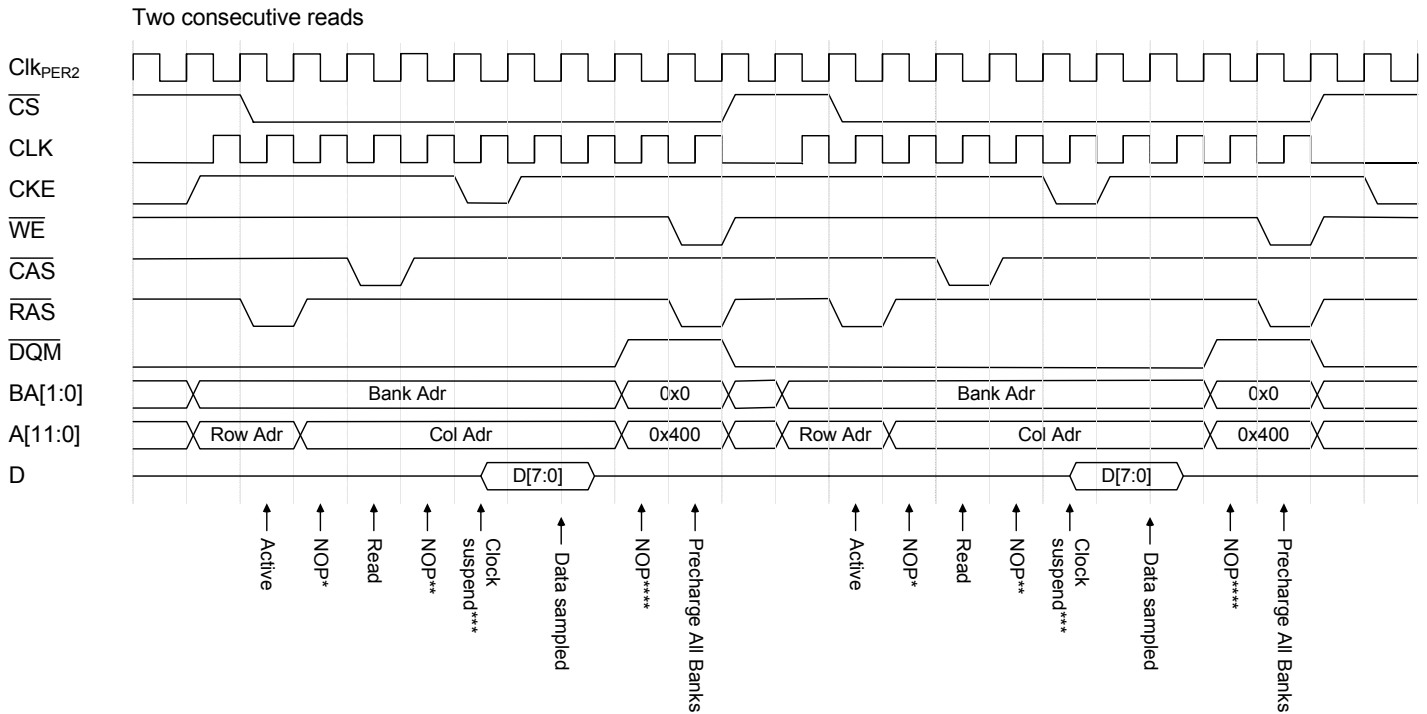 Two consecutive reads
ClkPER2
CS
CLK
CKE
WE
CAS
RAS
DQM
BA[1:0] Bank Adr 0x0 Bank Adr 0x0
A[11:0] Row Adr Col Adr 0x400 Row Adr Col Adr 0x400
D D[7:0] D[7:0]
Active
NOP*
Read
NOP**
Clock
suspend***
Data sampled
NOP****
Precharge All Banks
Active
NOP*
Read
NOP**
Clock
suspend***
Data sampled
NOP****
Precharge All Banks